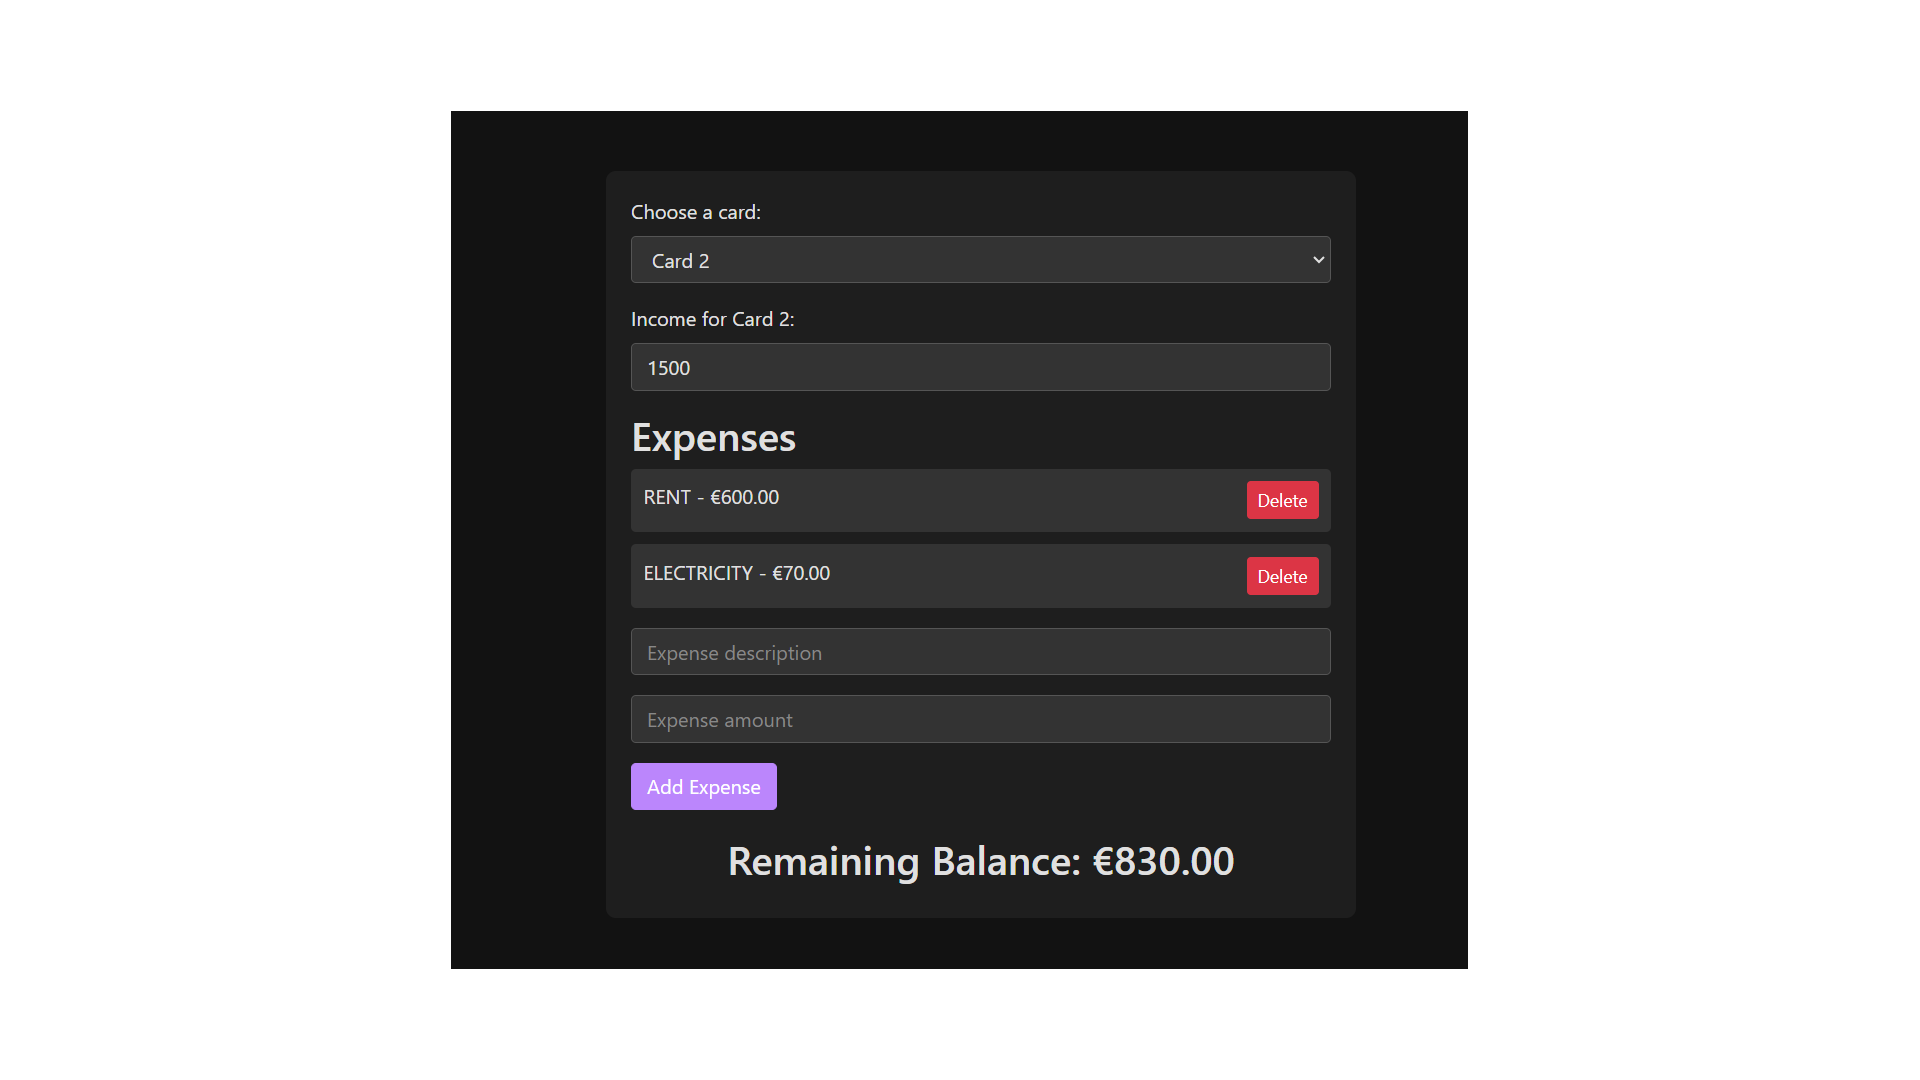 Choose a card:
Card 2
Income for Card 2:
1500
Expenses
RENT - €600.00
Delete
ELECTRICITY - €70.00
Delete
Expense description
Expense amount
Add Expense
Remaining Balance: €830.00